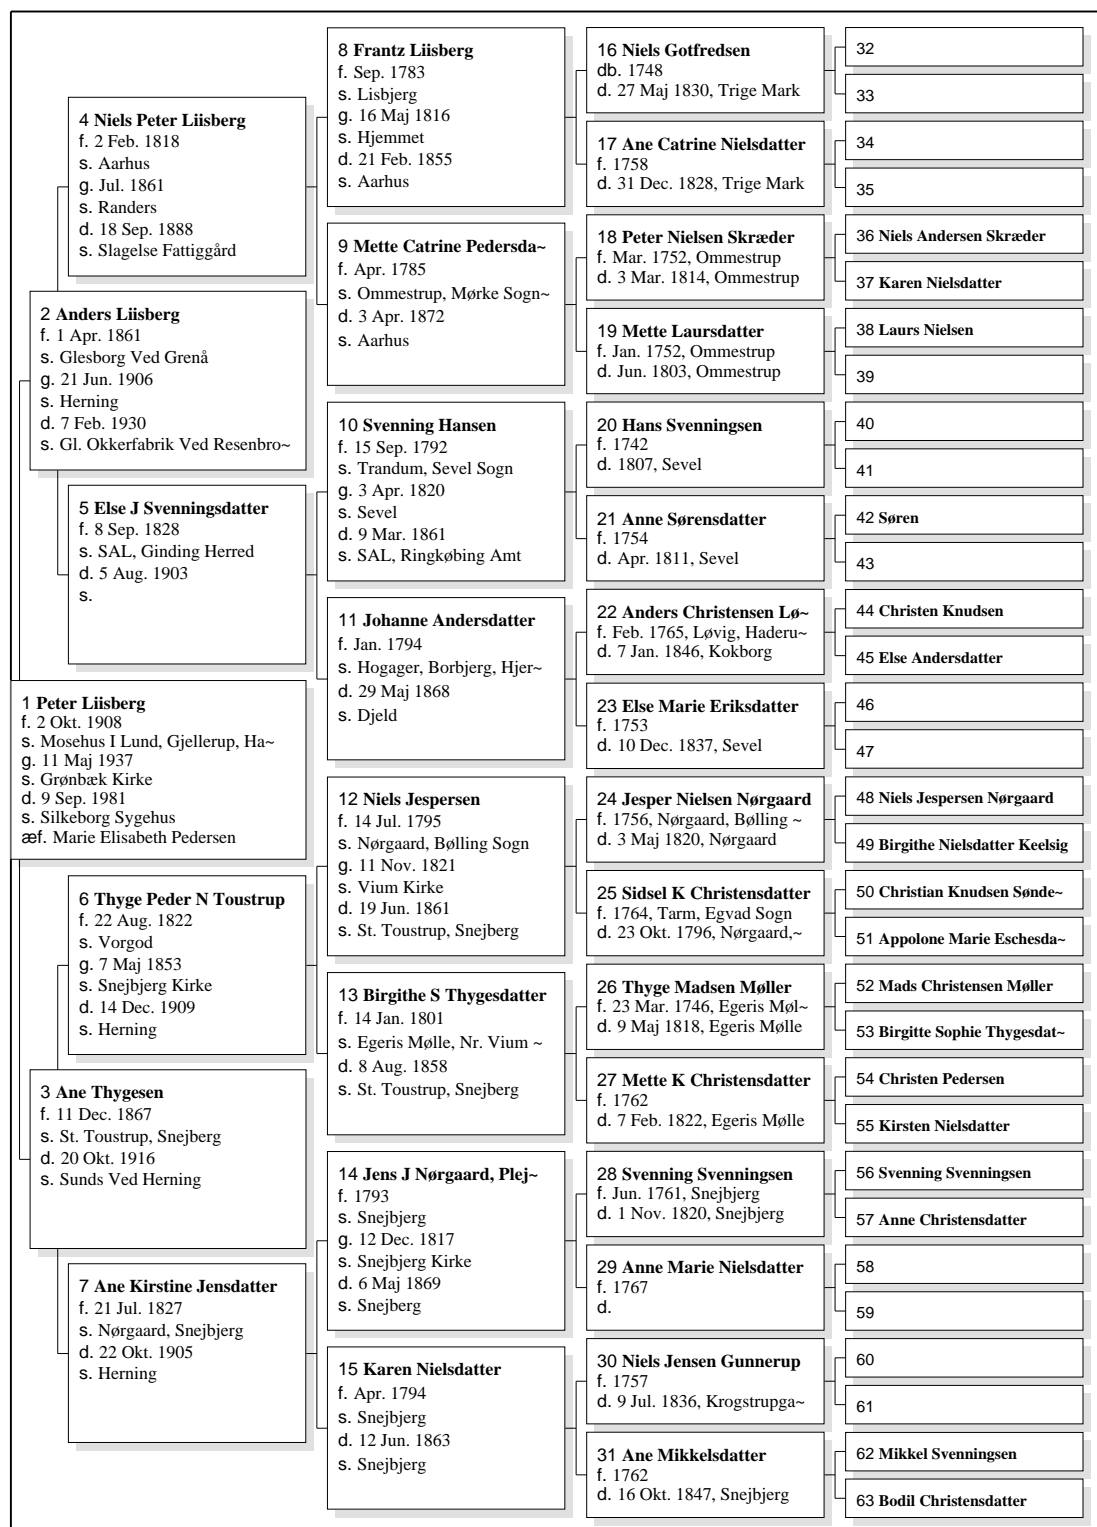 8 Frantz Liisberg
f. Sep. 1783
s. Lisbjerg
g. 16 Maj 1816
s. Hjemmet
d. 21 Feb. 1855
s. Aarhus
16 Niels Gotfredsen
db. 1748
d. 27 Maj 1830, Trige Mark
32
33
4 Niels Peter Liisberg
f. 2 Feb. 1818
s. Aarhus
g. Jul. 1861
s. Randers
d. 18 Sep. 1888
s. Slagelse Fattiggård
17 Ane Catrine Nielsdatter
f. 1758
d. 31 Dec. 1828, Trige Mark
34
35
9 Mette Catrine Pedersda~
f. Apr. 1785
s. Ommestrup, Mørke Sogn~
d. 3 Apr. 1872
s. Aarhus
18 Peter Nielsen Skræder
f. Mar. 1752, Ommestrup
d. 3 Mar. 1814, Ommestrup
36 Niels Andersen Skræder
37 Karen Nielsdatter
2 Anders Liisberg
f. 1 Apr. 1861
s. Glesborg Ved Grenå
g. 21 Jun. 1906
s. Herning
d. 7 Feb. 1930
s. Gl. Okkerfabrik Ved Resenbro~
19 Mette Laursdatter
f. Jan. 1752, Ommestrup
d. Jun. 1803, Ommestrup
38 Laurs Nielsen
39
10 Svenning Hansen
f. 15 Sep. 1792
s. Trandum, Sevel Sogn
g. 3 Apr. 1820
s. Sevel
d. 9 Mar. 1861
s. SAL, Ringkøbing Amt
20 Hans Svenningsen
f. 1742
d. 1807, Sevel
40
41
5 Else J Svenningsdatter
f. 8 Sep. 1828
s. SAL, Ginding Herred
d. 5 Aug. 1903
s.
21 Anne Sørensdatter
f. 1754
d. Apr. 1811, Sevel
42 Søren
43
11 Johanne Andersdatter
f. Jan. 1794
s. Hogager, Borbjerg, Hjer~
d. 29 Maj 1868
s. Djeld
22 Anders Christensen Lø~
f. Feb. 1765, Løvig, Haderu~
d. 7 Jan. 1846, Kokborg
44 Christen Knudsen
45 Else Andersdatter
1 Peter Liisberg
f. 2 Okt. 1908
s. Mosehus I Lund, Gjellerup, Ha~
g. 11 Maj 1937
s. Grønbæk Kirke
d. 9 Sep. 1981
s. Silkeborg Sygehus
æf. Marie Elisabeth Pedersen
23 Else Marie Eriksdatter
f. 1753
d. 10 Dec. 1837, Sevel
46
47
12 Niels Jespersen
f. 14 Jul. 1795
s. Nørgaard, Bølling Sogn
g. 11 Nov. 1821
s. Vium Kirke
d. 19 Jun. 1861
s. St. Toustrup, Snejberg
24 Jesper Nielsen Nørgaard
f. 1756, Nørgaard, Bølling ~
d. 3 Maj 1820, Nørgaard
48 Niels Jespersen Nørgaard
49 Birgithe Nielsdatter Keelsig
6 Thyge Peder N Toustrup
f. 22 Aug. 1822
s. Vorgod
g. 7 Maj 1853
s. Snejbjerg Kirke
d. 14 Dec. 1909
s. Herning
25 Sidsel K Christensdatter
f. 1764, Tarm, Egvad Sogn
d. 23 Okt. 1796, Nørgaard,~
50 Christian Knudsen Sønde~
51 Appolone Marie Eschesda~
13 Birgithe S Thygesdatter
f. 14 Jan. 1801
s. Egeris Mølle, Nr. Vium ~
d. 8 Aug. 1858
s. St. Toustrup, Snejberg
26 Thyge Madsen Møller
f. 23 Mar. 1746, Egeris Møl~
d. 9 Maj 1818, Egeris Mølle
52 Mads Christensen Møller
53 Birgitte Sophie Thygesdat~
3 Ane Thygesen
f. 11 Dec. 1867
s. St. Toustrup, Snejberg
d. 20 Okt. 1916
s. Sunds Ved Herning
27 Mette K Christensdatter
f. 1762
d. 7 Feb. 1822, Egeris Mølle
54 Christen Pedersen
55 Kirsten Nielsdatter
14 Jens J Nørgaard, Plej~
f. 1793
s. Snejbjerg
g. 12 Dec. 1817
s. Snejbjerg Kirke
d. 6 Maj 1869
s. Snejberg
28 Svenning Svenningsen
f. Jun. 1761, Snejbjerg
d. 1 Nov. 1820, Snejbjerg
56 Svenning Svenningsen
57 Anne Christensdatter
7 Ane Kirstine Jensdatter
f. 21 Jul. 1827
s. Nørgaard, Snejbjerg
d. 22 Okt. 1905
s. Herning
29 Anne Marie Nielsdatter
f. 1767
d.
58
59
15 Karen Nielsdatter
f. Apr. 1794
s. Snejbjerg
d. 12 Jun. 1863
s. Snejbjerg
30 Niels Jensen Gunnerup
f. 1757
d. 9 Jul. 1836, Krogstrupga~
60
61
31 Ane Mikkelsdatter
f. 1762
d. 16 Okt. 1847, Snejbjerg
62 Mikkel Svenningsen
63 Bodil Christensdatter